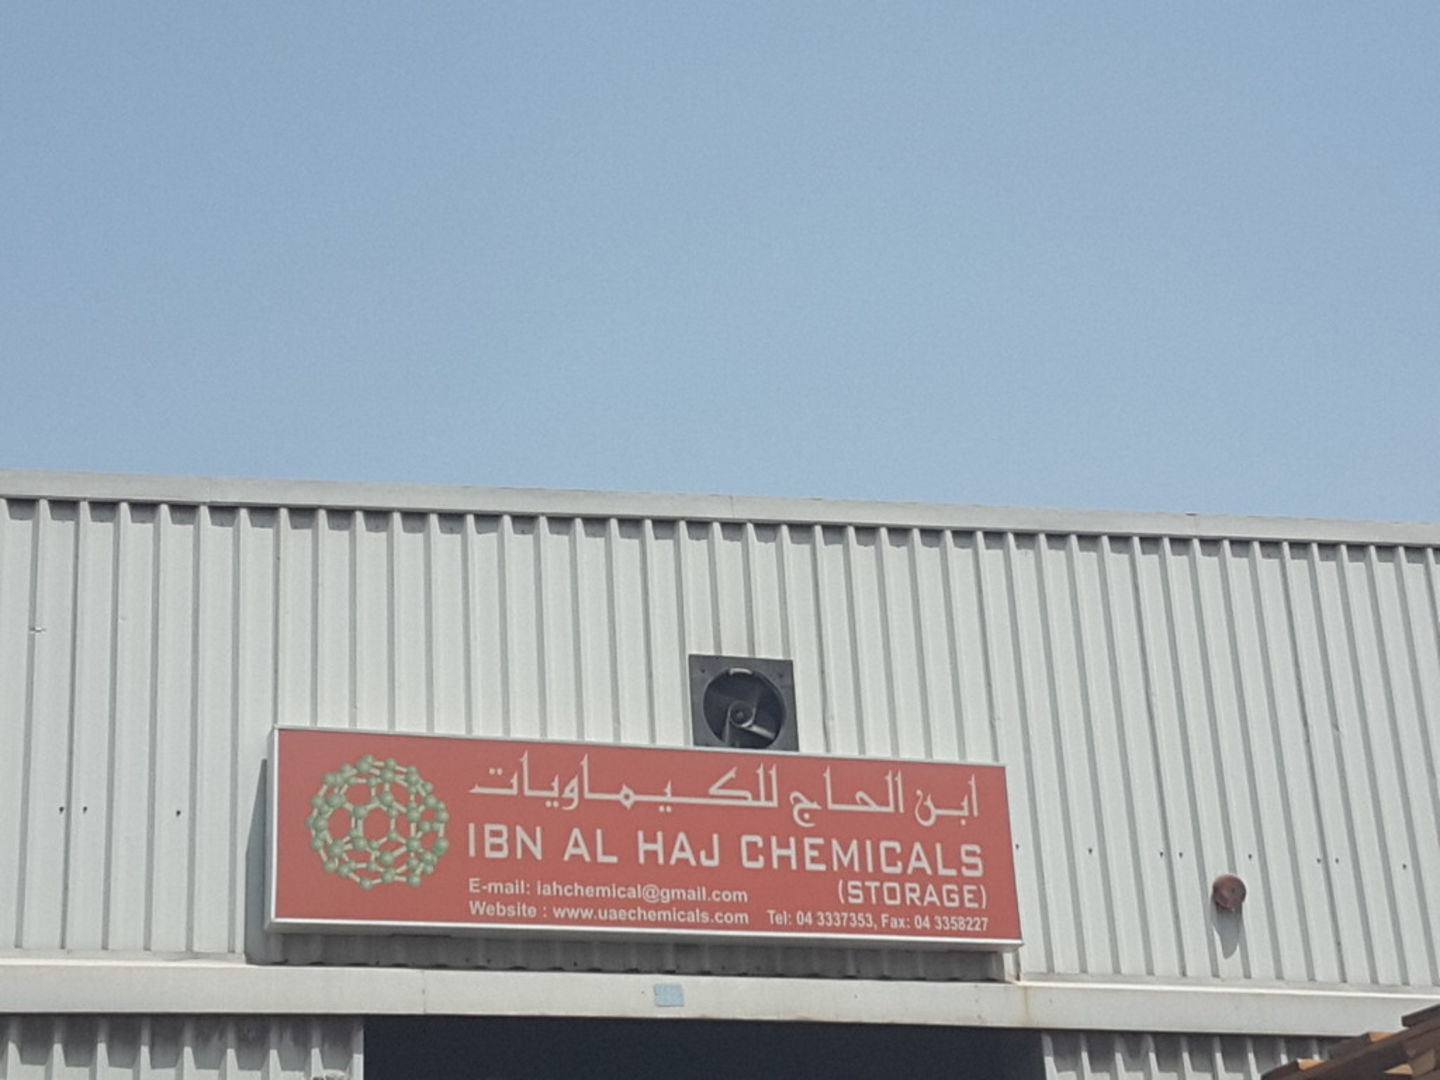 ابن الحاج للكيماويات
IBN AL HAJ CHEMICALS
(STORAGE)
E-mail: iahchemical@gmail.com
Website : www.uaechemicals.com Tel: 04 3337353, Fax: 04 3358227